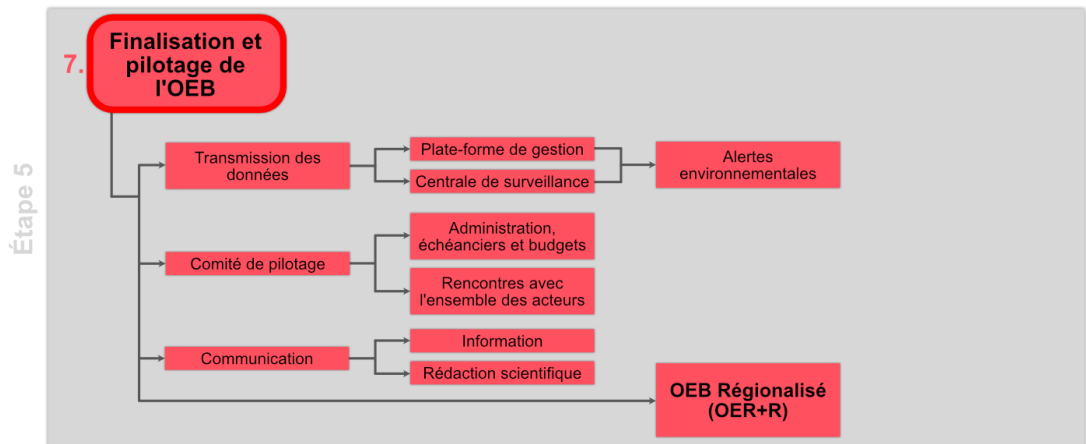 Étape 5
7.
Finalisation et
pilotage de
l'OEB
Transmission des
données
Plate-forme de gestion
Centrale de surveillance
Alertes
environnementales
Comité de pilotage
Administration,
échéanciers et budgets
Rencontres avec
l'ensemble des acteurs
Communication
Information
Rédaction scientifique
OEB Régionalisé
(OER+R)